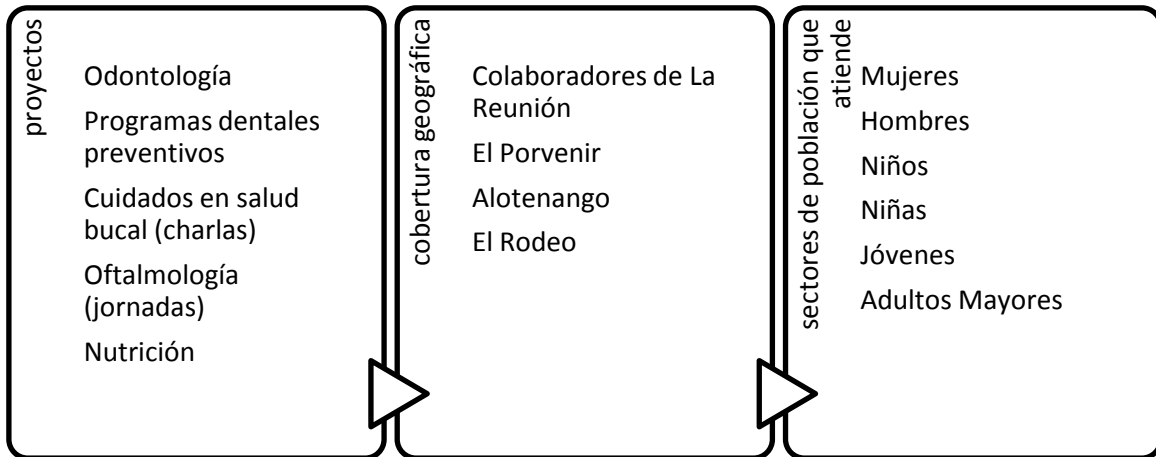 proyectos
Odontología
Programas dentales
preventivos
Cuidados en salud
bucal (charlas)
Oftalmología
(jornadas)
Nutrición
cobertura geográfica
Colaboradores de La
Reunión
El Porvenir
Alotenango
El Rodeo
sectores de población que
atiende
Mujeres
Hombres
Niños
Niñas
Jóvenes
Adultos Mayores